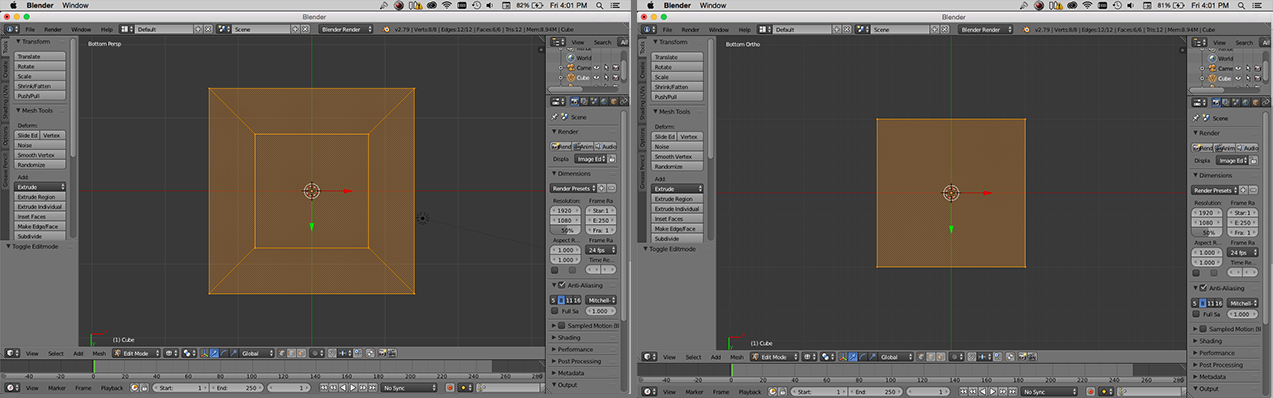 Blender Window 82% Fri 4:01 PM
Blender
File Render Window Help Default Scene Blender Render v2.79 | Verts:8/8 | Edges:12/12 | Faces:6/6 | Tris:12 | Mem:8.94M | Cube
Tools
Create
Shading/UVs
Options
Grease Pencil
Transform
Translate
Rotate
Scale
Shrink/Fatten
Push/Pull
Mesh Tools
Deform:
Slide Ed Vertex
Noise
Smooth Vertex
Randomize
Add:
Extrude
Extrude Region
Extrude Individual
Inset Faces
Make Edge/Face
Subdivide
Toggle Editmode
Bottom Persp
(1) Cube
View Search All
World
Came
Cube
Scene
Render
Rend Anim Audio
Displa Image Ed
Dimensions
Render Presets
Resolution: Frame Ra
1920 Star: 1
1080 E: 250
50% Fra: 1
Aspect R... Frame Ra
1.000 24 fps
1.000 Time Re...
Anti-Aliasing
5 8 11 16 Mitchell-
Full Sa 1.000
Sampled Motion (Bl
Shading
Performance
Post Processing
Metadata
Output
View Select Add Mesh Edit Mode Global
-40 -20 0 20 40 60 80 100 120 140 160 180 200 220 240 260
View Marker Frame Playback Start: 1 End: 250 1 No Sync
Blender Window 81% Fri 4:01 PM
Blender
File Render Window Help Default Scene Blender Render v2.79 | Verts:8/8 | Edges:12/12 | Faces:6/6 | Tris:12 | Mem:8.94M | Cube
Tools
Create
Shading/UVs
Options
Grease Pencil
Transform
Translate
Rotate
Scale
Shrink/Fatten
Push/Pull
Mesh Tools
Deform:
Slide Ed Vertex
Noise
Smooth Vertex
Randomize
Add:
Extrude
Extrude Region
Extrude Individual
Inset Faces
Make Edge/Face
Subdivide
Toggle Editmode
Bottom Ortho
(1) Cube
View Search All
World
Came
Cube
Scene
Render
Rend Anim Audio
Displa Image Ed
Dimensions
Render Presets
Resolution: Frame Ra
1920 Star: 1
1080 E: 250
50% Fra: 1
Aspect R... Frame Ra
1.000 24 fps
1.000 Time Re...
Anti-Aliasing
5 8 11 16 Mitchell-
Full Sa 1.000
Sampled Motion (Bl
Shading
Performance
Post Processing
Metadata
Output
View Select Add Mesh Edit Mode Global
-40 -20 0 20 40 60 80 100 120 140 160 180 200 220 240 260 280
View Marker Frame Playback Start: 1 End: 250 1 No Sync